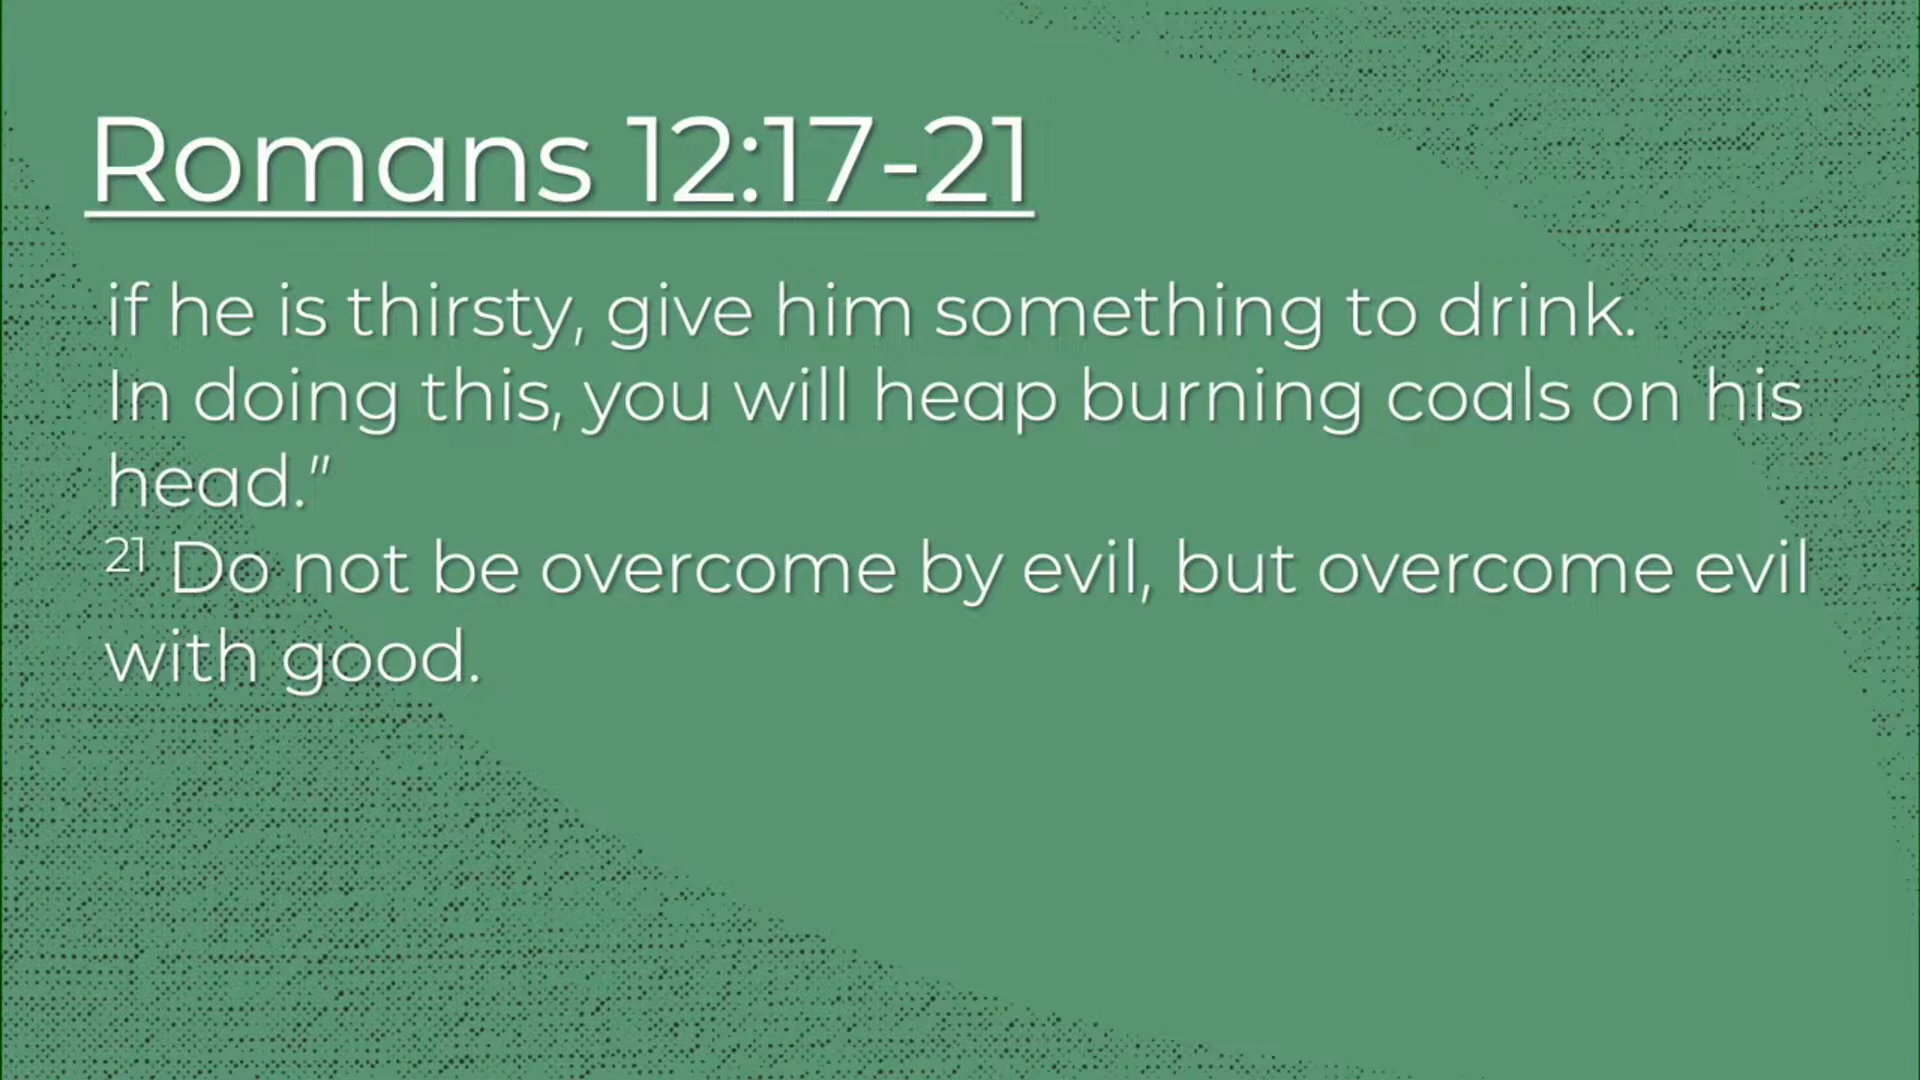 Romans 12:17-21
if he is thirsty, give him something to drink.
In doing this, you will heap burning coals on his
head."
21 Do not be overcome by evil, but overcome evil
with good.